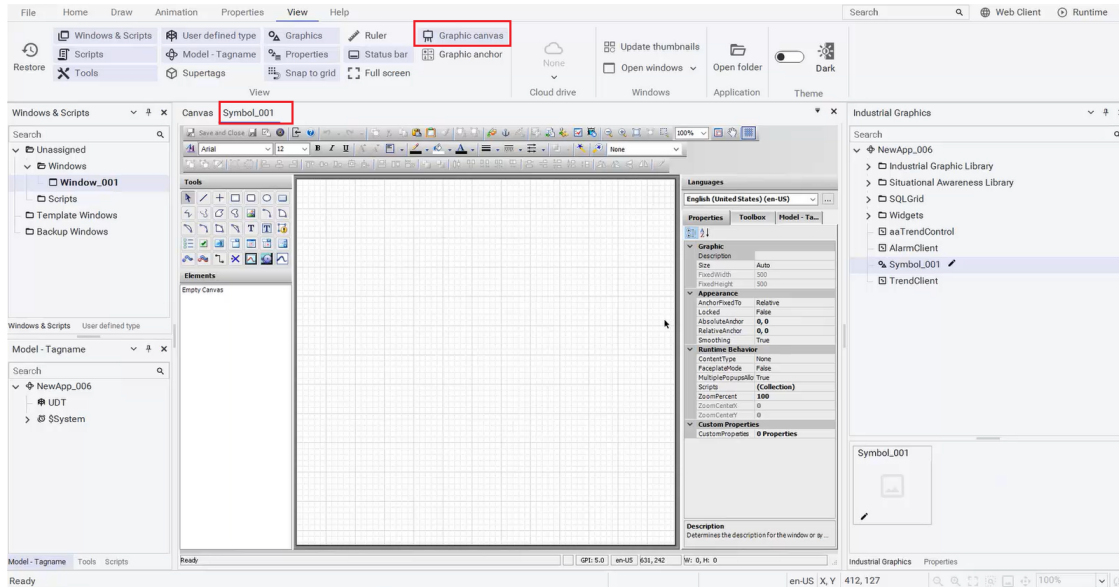 File Home Draw Animation Properties View Help Search Web Client Runtime
Windows & Scripts User defined type Graphics Ruler Graphic canvas
Scripts Model - Tagname Properties Status bar Graphic anchor
Tools Supertags Snap to grid Full screen
Restore
View
None
Cloud drive
Update thumbnails
Open windows
Windows
Open folder
Application
Dark
Theme
Windows & Scripts
Search
Unassigned
Windows
Window_001
Scripts
Template Windows
Backup Windows
Windows & Scripts User defined type
Model - Tagname
Search
NewApp_006
UDT
$System
Model - Tagname Tools Scripts
Canvas Symbol_001
Save and Close 100%
Arial 12 B I U None
Tools
Elements
Empty Canvas
Languages
English (United States) (en-US) ...
Properties Toolbox Model - Ta...
Graphic
Description
Size Auto
FixedWidth 500
FixedHeight 500
Appearance
AnchorFixedTo Relative
Locked False
AbsoluteAnchor 0, 0
RelativeAnchor 0, 0
Smoothing True
Runtime Behavior
ContentType None
FaceplateMode False
MultiplePopupsAllo True
Scripts (Collection)
ZoomPercent 100
ZoomCenterX 0
ZoomCenterY 0
Custom Properties
CustomProperties 0 Properties
Description
Determines the description for the window or sy...
Ready GPI: 5.0 en-US 631, 242 W: 0, H: 0
Industrial Graphics
Search
NewApp_006
Industrial Graphic Library
Situational Awareness Library
SQLGrid
Widgets
aaTrendControl
AlarmClient
Symbol_001
TrendClient
Symbol_001
Industrial Graphics Properties
Ready en-US X, Y 412, 127 100%